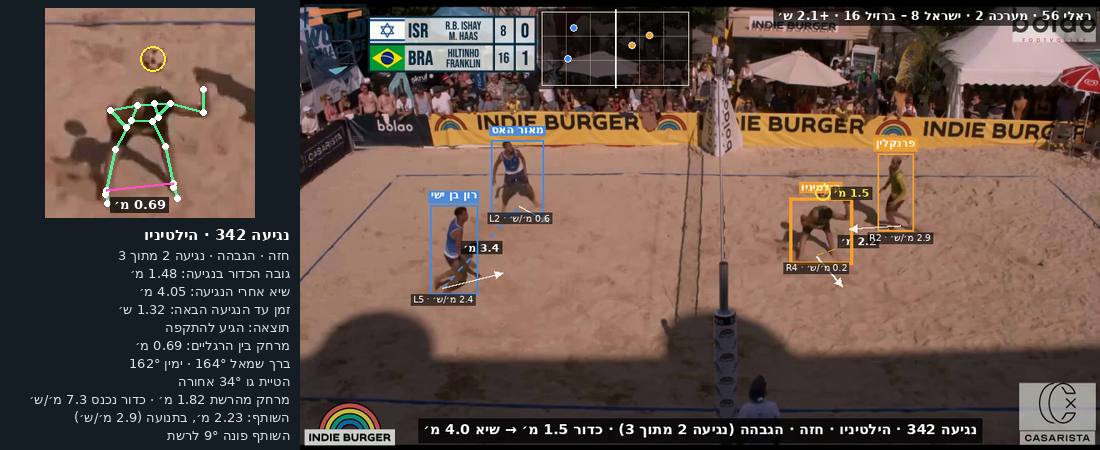 0.69 מ׳
נגיעה 342 · הילטיניו
חזה · הגבהה · נגיעה 2 מתוך 3
גובה הכדור בנגיעה: 1.48 מ׳
שיא אחרי הנגיעה: 4.05 מ׳
זמן עד הנגיעה הבאה: 1.32 ש׳
תוצאה: הגיע להתקפה
מרחק בין הרגליים: 0.69 מ׳
ברך שמאל 164° · ימין 162°
הטיית גו 34° אחורה
מרחק מהרשת 1.82 מ׳ · כדור נכנס 7.3 מ׳/ש׳
השותף: 2.23 מ׳, בתנועה (2.9 מ׳/ש׳)
השותף פונה 9° לרשת
ראלי 56 · מערכה 2 · ישראל 8 - ברזיל 16 · +2.1 ש׳
ISR R.B. ISHAY M. HAAS 8 0
BRA HILTINHO FRANKLIN 16 1
INDIE BURGER
bolao
FOOTVOLLEY
CASARISTA
bolao
INDIE BURGER
INDIE BURGER
INDIE BURGER
bolao
מאור האס
L2 · 0.6 מ׳/ש׳
רון בן ישי
3.4 מ׳
L5 · 2.4 מ׳/ש׳
פרנקלין
R2 · 2.9 מ׳/ש׳
הילטיניו
1.5 מ׳
R4 · 0.2 מ׳/ש׳
INDIE BURGER
נגיעה 342 · הילטיניו · חזה · הגבהה (נגיעה 2 מתוך 3) · כדור 1.5 מ׳ → שיא 4.0 מ׳
CASARISTA